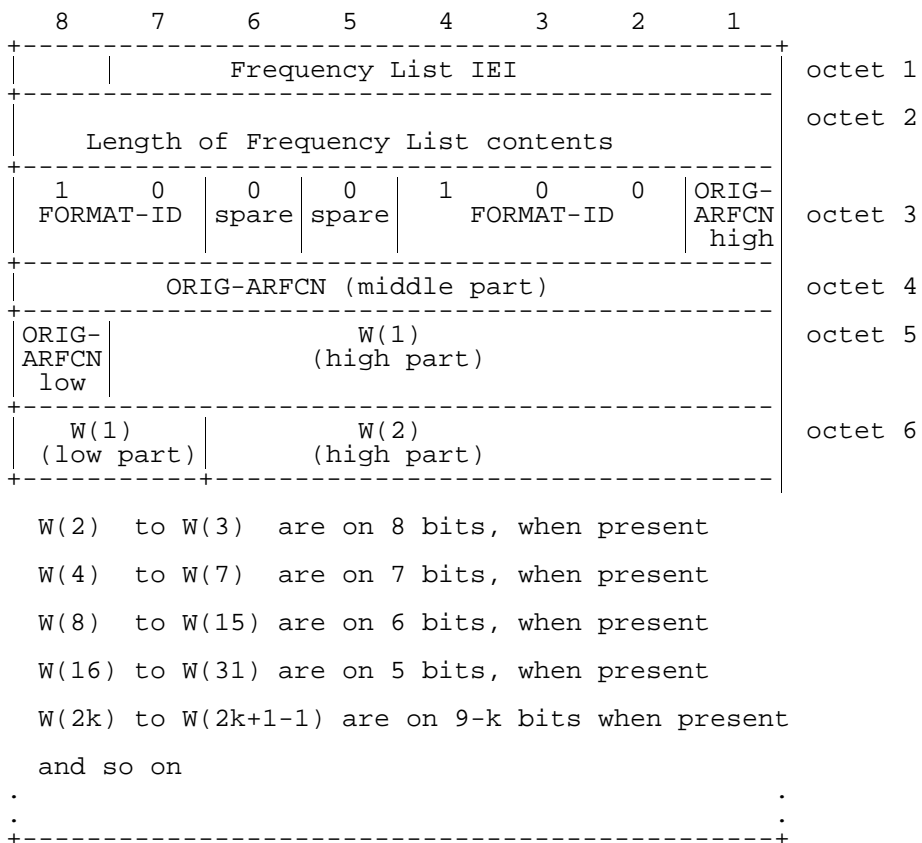 8 7 6 5 4 3 2 1
Frequency List IEI octet 1
octet 2
Length of Frequency List contents
1 0 0 0 1 0 0 ORIG-
FORMAT-ID spare spare FORMAT-ID ARFCN octet 3
high
ORIG-ARFCN (middle part) octet 4
ORIG- W(1) octet 5
ARFCN (high part)
low
W(1) W(2) octet 6
(low part) (high part)
W(2) to W(3) are on 8 bits, when present
W(4) to W(7) are on 7 bits, when present
W(8) to W(15) are on 6 bits, when present
W(16) to W(31) are on 5 bits, when present
W(2k) to W(2k+1-1) are on 9-k bits when present
and so on
. .
. .